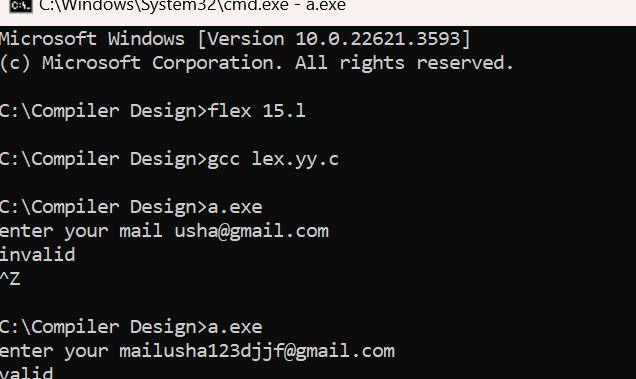 C:\Windows\System32\cmd.exe - a.exe
Microsoft Windows [Version 10.0.22621.3593]
(c) Microsoft Corporation. All rights reserved.
C:\Compiler Design>flex 15.l
C:\Compiler Design>gcc lex.yy.c
C:\Compiler Design>a.exe
enter your mail usha@gmail.com
invalid
^Z
C:\Compiler Design>a.exe
enter your mailusha123djjf@gmail.com
valid